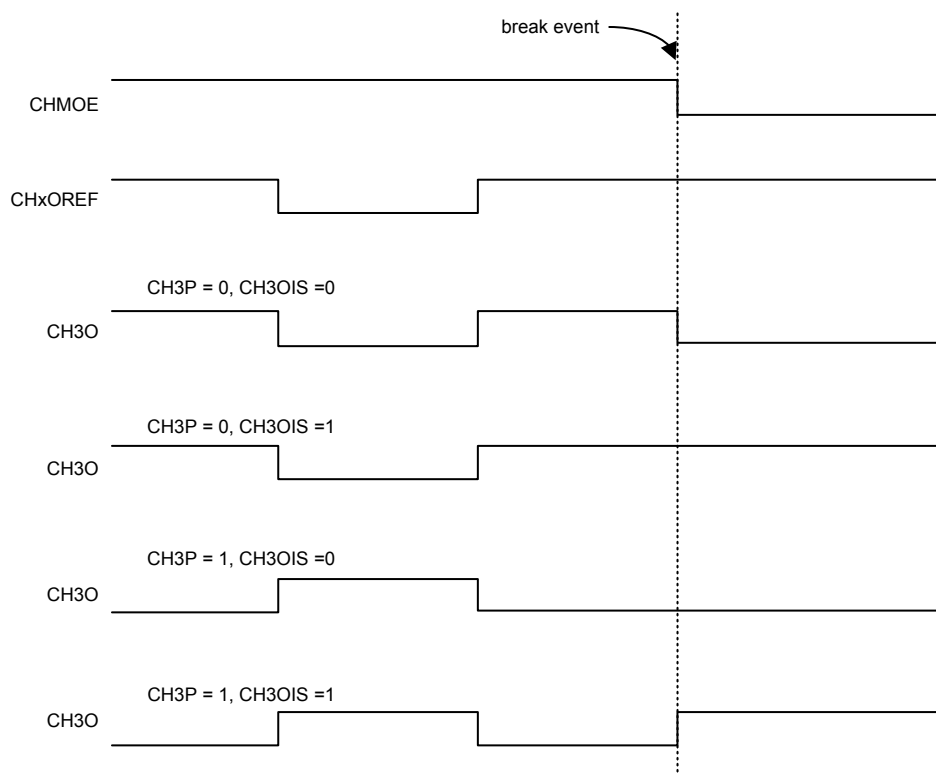 break event
CHMOE
CHxOREF
CH3P = 0, CH3OIS =0
CH3O
CH3P = 0, CH3OIS =1
CH3O
CH3P = 1, CH3OIS =0
CH3O
CH3P = 1, CH3OIS =1
CH3O